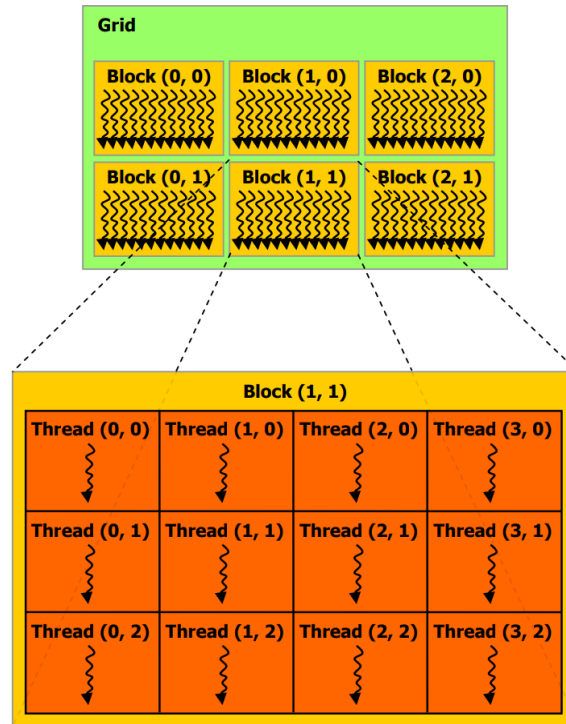 Grid
Block (0, 0) Block (1, 0) Block (2, 0)
Block (0, 1) Block (1, 1) Block (2, 1)
Block (1, 1)
Thread (0, 0) Thread (1, 0) Thread (2, 0) Thread (3, 0)
Thread (0, 1) Thread (1, 1) Thread (2, 1) Thread (3, 1)
Thread (0, 2) Thread (1, 2) Thread (2, 2) Thread (3, 2)